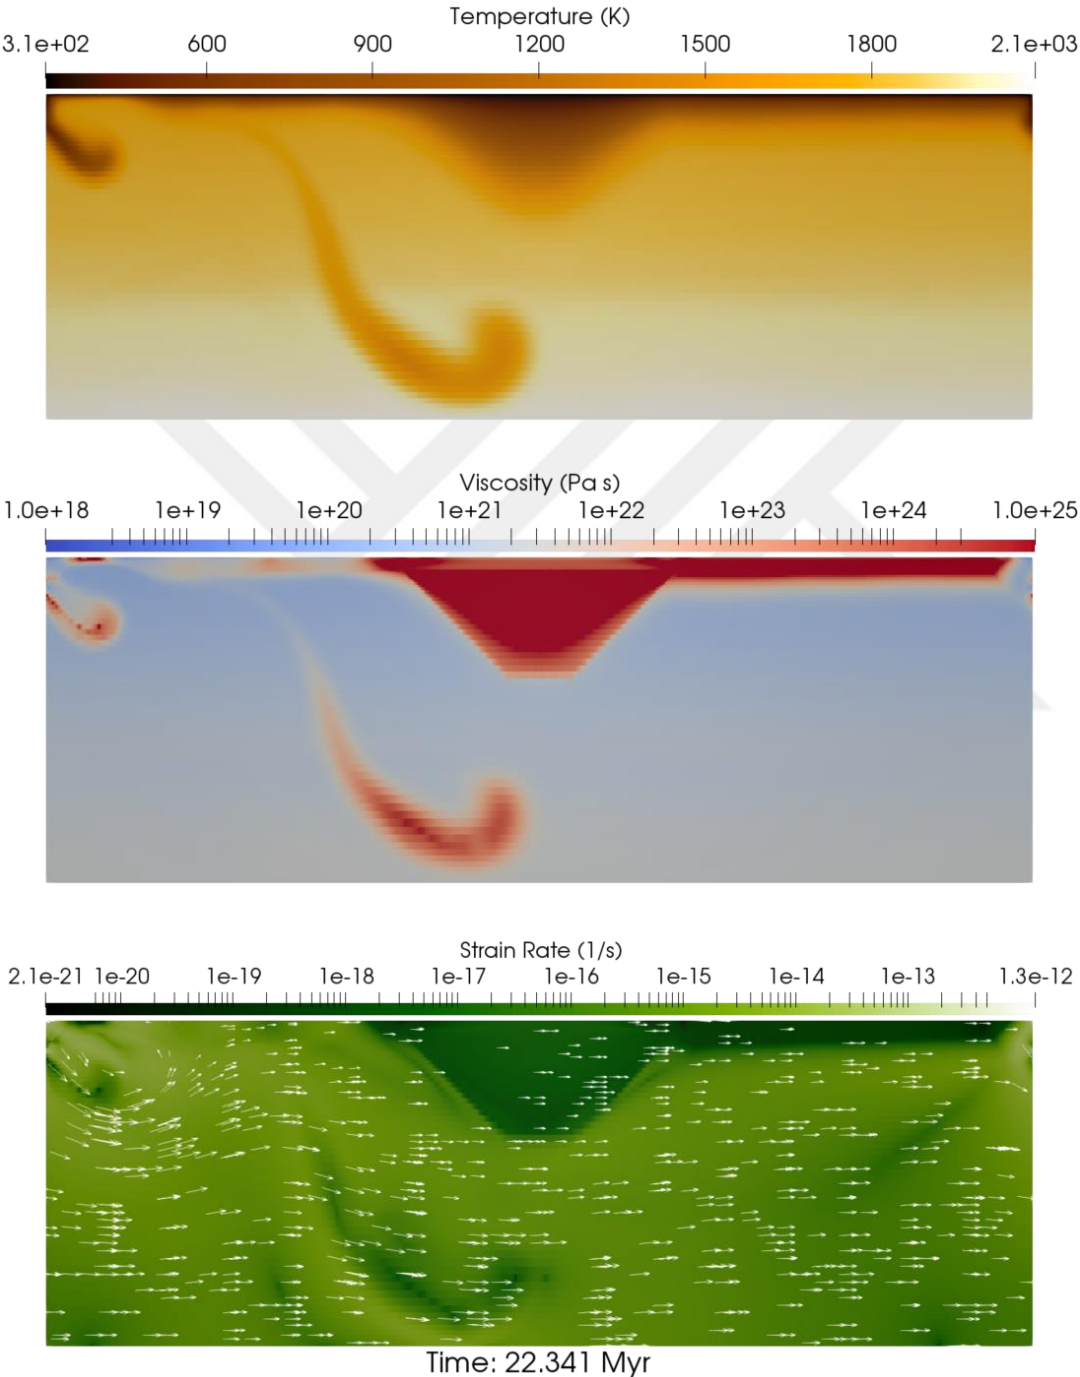 Temperature (K)
3.1e+02 600 900 1200 1500 1800 2.1e+03
Viscosity (Pa s)
1.0e+18 1e+19 1e+20 1e+21 1e+22 1e+23 1e+24 1.0e+25
Strain Rate (1/s)
2.1e-21 1e-20 1e-19 1e-18 1e-17 1e-16 1e-15 1e-14 1e-13 1.3e-12
Time: 22.341 Myr